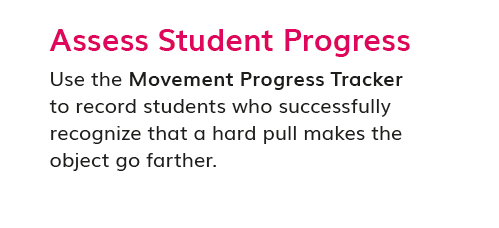 Assess Student Progress
Use the Movement Progress Tracker
to record students who successfully
recognize that a hard pull makes the
object go farther.